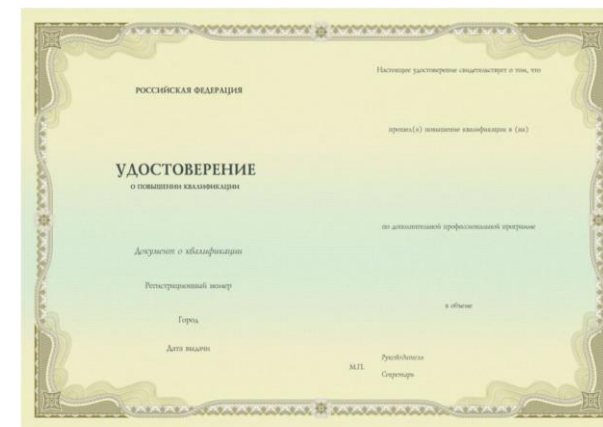 РОССИЙСКАЯ ФЕДЕРАЦИЯ
УДОСТОВЕРЕНИЕ
О ПОВЫШЕНИИ КВАЛИФИКАЦИИ
Документ о квалификации
Регистрационный номер
Город
Дата выдачи
Настоящее удостоверение свидетельствует о том, что
прошел(а) повышение квалификации в (на)
по дополнительной профессиональной программе
в объеме
М.П.
Руководитель
Секретарь